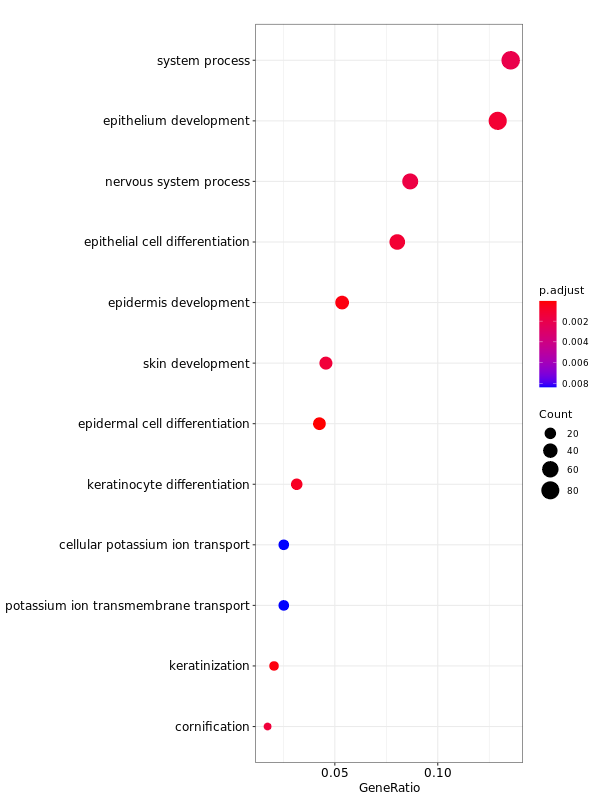 system process
epithelium development
nervous system process
epithelial cell differentiation
epidermis development
skin development
epidermal cell differentiation
keratinocyte differentiation
cellular potassium ion transport
potassium ion transmembrane transport
keratinization
cornification
0.05
0.10
GeneRatio
p.adjust
0.002
0.004
0.006
0.008
Count
20
40
60
80